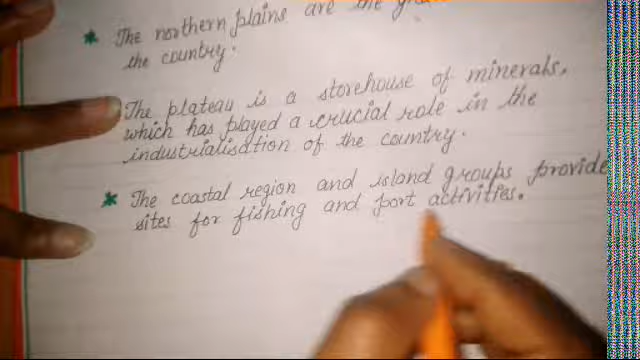 * The northern plains are the
the country.
The plateau is a storehouse of minerals,
which has played a crucial role in the
industrialisation of the country.
* The coastal region and island groups provide
sites for fishing and port activities.